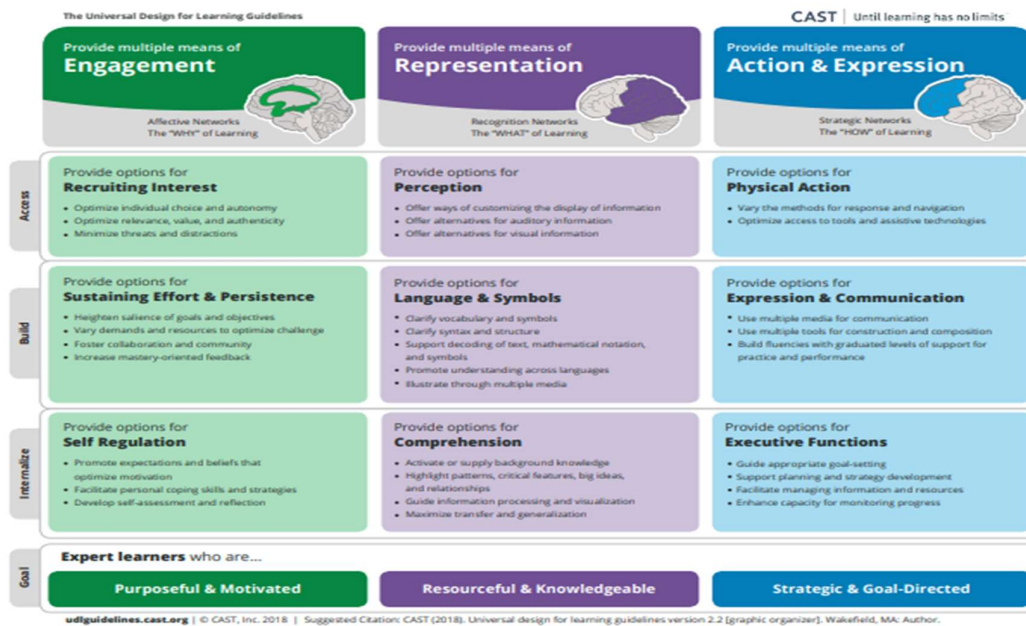 The Universal Design for Learning Guidelines
CAST | Until learning has no limits
Provide multiple means of
Engagement
Affective Networks
The "WHY" of Learning
Provide multiple means of
Representation
Recognition Networks
The "WHAT" of Learning
Provide multiple means of
Action & Expression
Strategic Networks
The "HOW" of Learning
Access
Provide options for
Recruiting Interest
• Optimize individual choice and autonomy
• Optimize relevance, value, and authenticity
• Minimize threats and distractions
Provide options for
Perception
• Offer ways of customizing the display of information
• Offer alternatives for auditory information
• Offer alternatives for visual information
Provide options for
Physical Action
• Vary the methods for response and navigation
• Optimize access to tools and assistive technologies
Build
Provide options for
Sustaining Effort & Persistence
• Heighten salience of goals and objectives
• Vary demands and resources to optimize challenge
• Foster collaboration and community
• Increase mastery-oriented feedback
Provide options for
Language & Symbols
• Clarify vocabulary and symbols
• Clarify syntax and structure
• Support decoding of text, mathematical notation,
and symbols
• Promote understanding across languages
• Illustrate through multiple media
Provide options for
Expression & Communication
• Use multiple media for communication
• Use multiple tools for construction and composition
• Build fluencies with graduated levels of support for
practice and performance
Internalize
Provide options for
Self Regulation
• Promote expectations and beliefs that
optimize motivation
• Facilitate personal coping skills and strategies
• Develop self-assessment and reflection
Provide options for
Comprehension
• Activate or supply background knowledge
• Highlight patterns, critical features, big ideas,
and relationships
• Guide information processing and visualization
• Maximize transfer and generalization
Provide options for
Executive Functions
• Guide appropriate goal-setting
• Support planning and strategy development
• Facilitate managing information and resources
• Enhance capacity for monitoring progress
Goal
Expert learners who are...
Purposeful & Motivated
Resourceful & Knowledgeable
Strategic & Goal-Directed
udlguidelines.cast.org | © CAST, Inc. 2018 | Suggested Citation: CAST (2018). Universal design for learning guidelines version 2.2 [graphic organizer]. Wakefield, MA: Author.